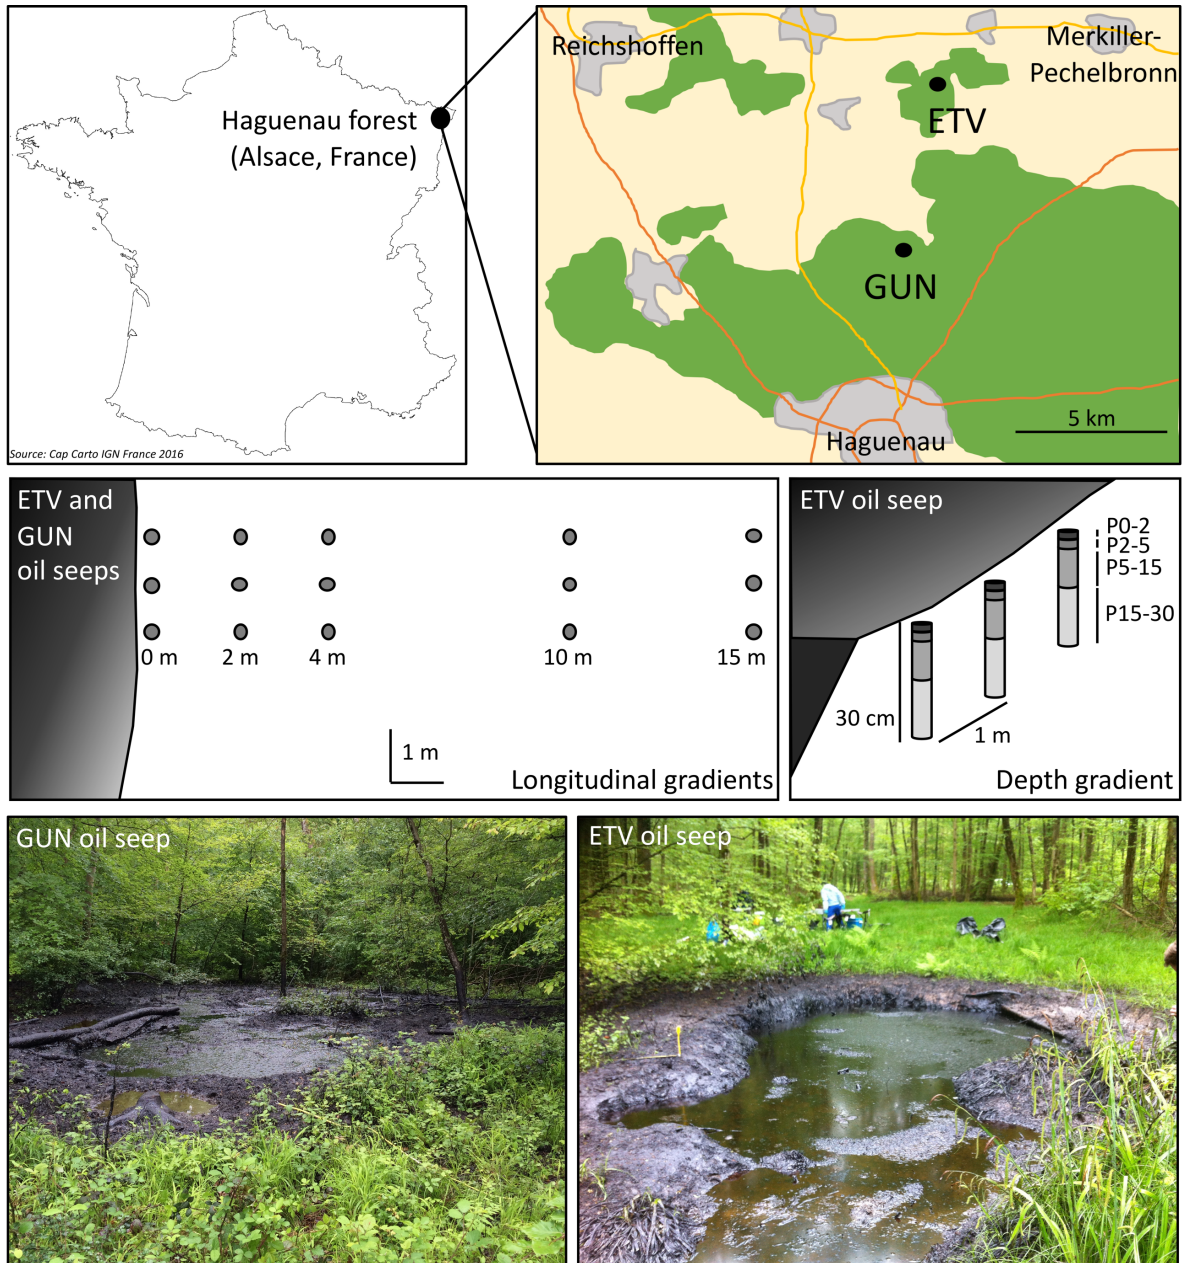 Haguenau forest
(Alsace, France)
Source: Cap Carto IGN France 2016
Reichshoffen
Merkiller-
Pechelbronn
ETV
GUN
5 km
Haguenau
ETV and
GUN
oil seeps
0 m
2 m
4 m
10 m
15 m
1 m
Longitudinal gradients
ETV oil seep
P0-2
P2-5
P5-15
P15-30
30 cm
1 m
Depth gradient
GUN oil seep
ETV oil seep